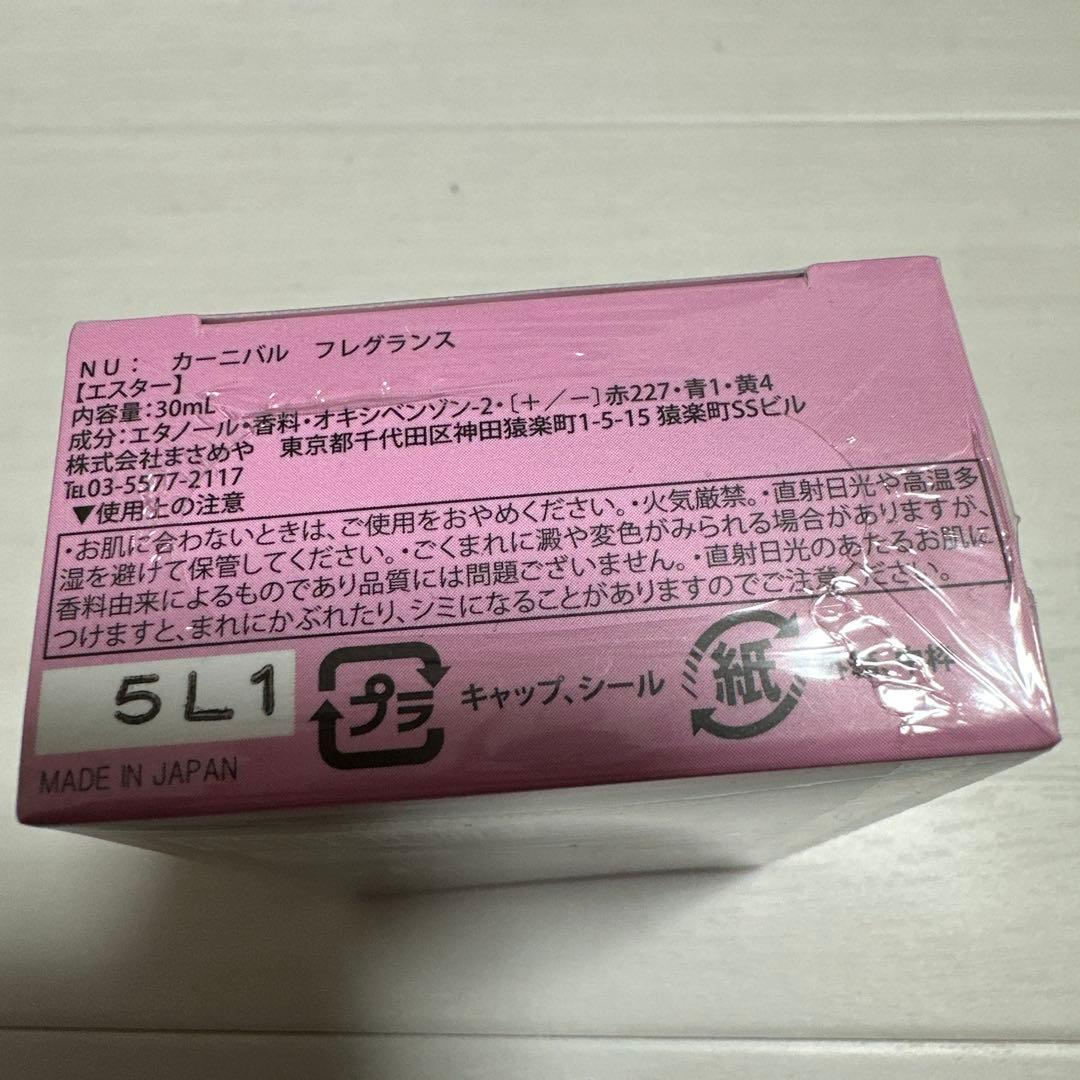 NU： カーニバル フレグランス
【エスター】
内容量：30mL
成分：エタノール・香料・オキシベンゾン-2・［＋／－］赤227・青1・黄4
株式会社まさめや 東京都千代田区神田猿楽町1-5-15 猿楽町SSビル
℡03-5577-2117
▼使用上の注意
・お肌に合わないときは、ご使用をおやめください。・火気厳禁。・直射日光や高温多
湿を避けて保管してください。・ごくまれに澱や変色がみられる場合がありますが、
香料由来によるものであり品質には問題ございません。・直射日光のあたるお肌に
つけますと、まれにかぶれたり、シミになることがありますのでご注意ください。
5L1
プラ キャップ、シール
紙
MADE IN JAPAN